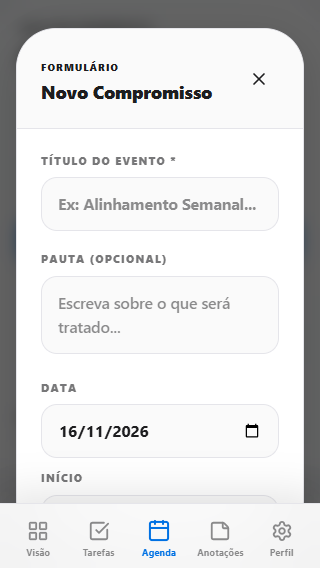 FORMULÁRIO
Novo Compromisso
TÍTULO DO EVENTO *
Ex: Alinhamento Semanal...
PAUTA (OPCIONAL)
Escreva sobre o que será
tratado...
DATA
16/11/2026
INÍCIO
Visão Tarefas Agenda Anotações Perfil